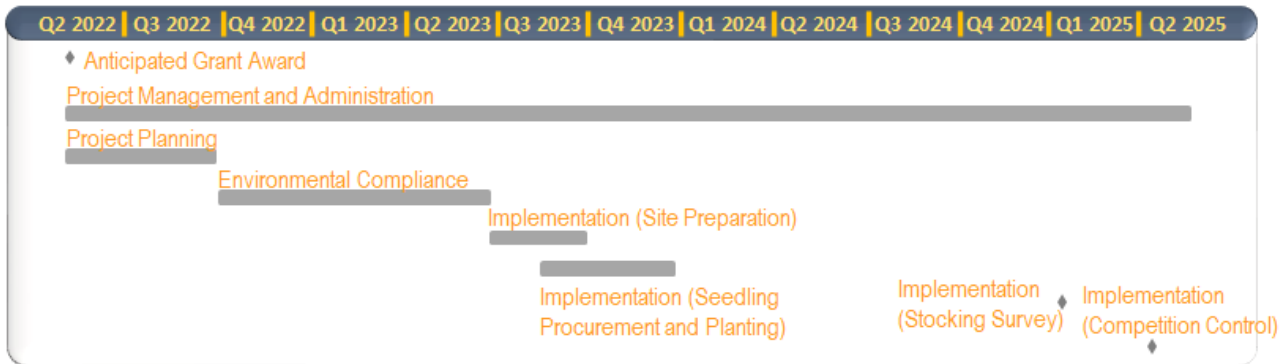 Q2 2022 Q3 2022 Q4 2022 Q1 2023 Q2 2023 Q3 2023 Q4 2023 Q1 2024 Q2 2024 Q3 2024 Q4 2024 Q1 2025 Q2 2025
Anticipated Grant Award
Project Management and Administration
Project Planning
Environmental Compliance
Implementation (Site Preparation)
Implementation (Seedling
Procurement and Planting)
Implementation
(Stocking Survey)
Implementation
(Competition Control)